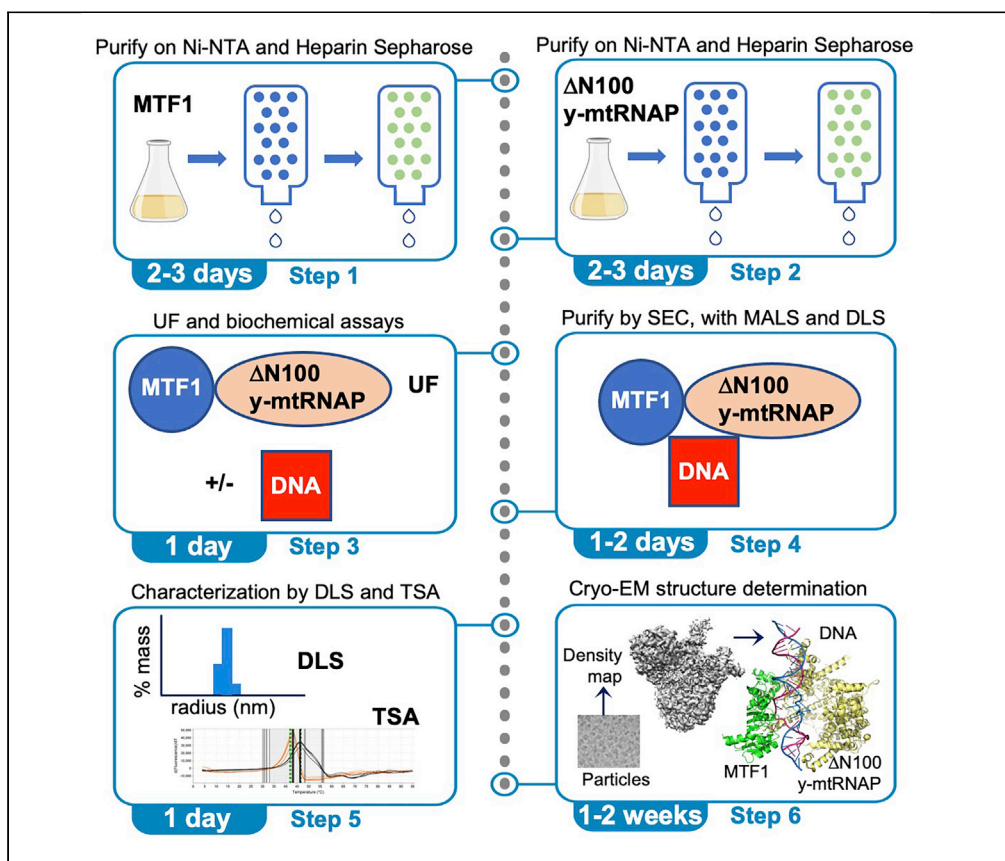 Purify on Ni-NTA and Heparin Sepharose
MTF1
2-3 days
Step 1
Purify on Ni-NTA and Heparin Sepharose
ΔN100
y-mtRNAP
2-3 days
Step 2
UF and biochemical assays
MTF1
ΔN100
y-mtRNAP
UF
+/-
DNA
1 day
Step 3
Purify by SEC, with MALS and DLS
MTF1
ΔN100
y-mtRNAP
DNA
1-2 days
Step 4
Characterization by DLS and TSA
% mass
DLS
radius (nm)
TSA
Temperature (°C)
1 day
Step 5
Cryo-EM structure determination
Density
map
DNA
Particles
MTF1
ΔN100
y-mtRNAP
1-2 weeks
Step 6